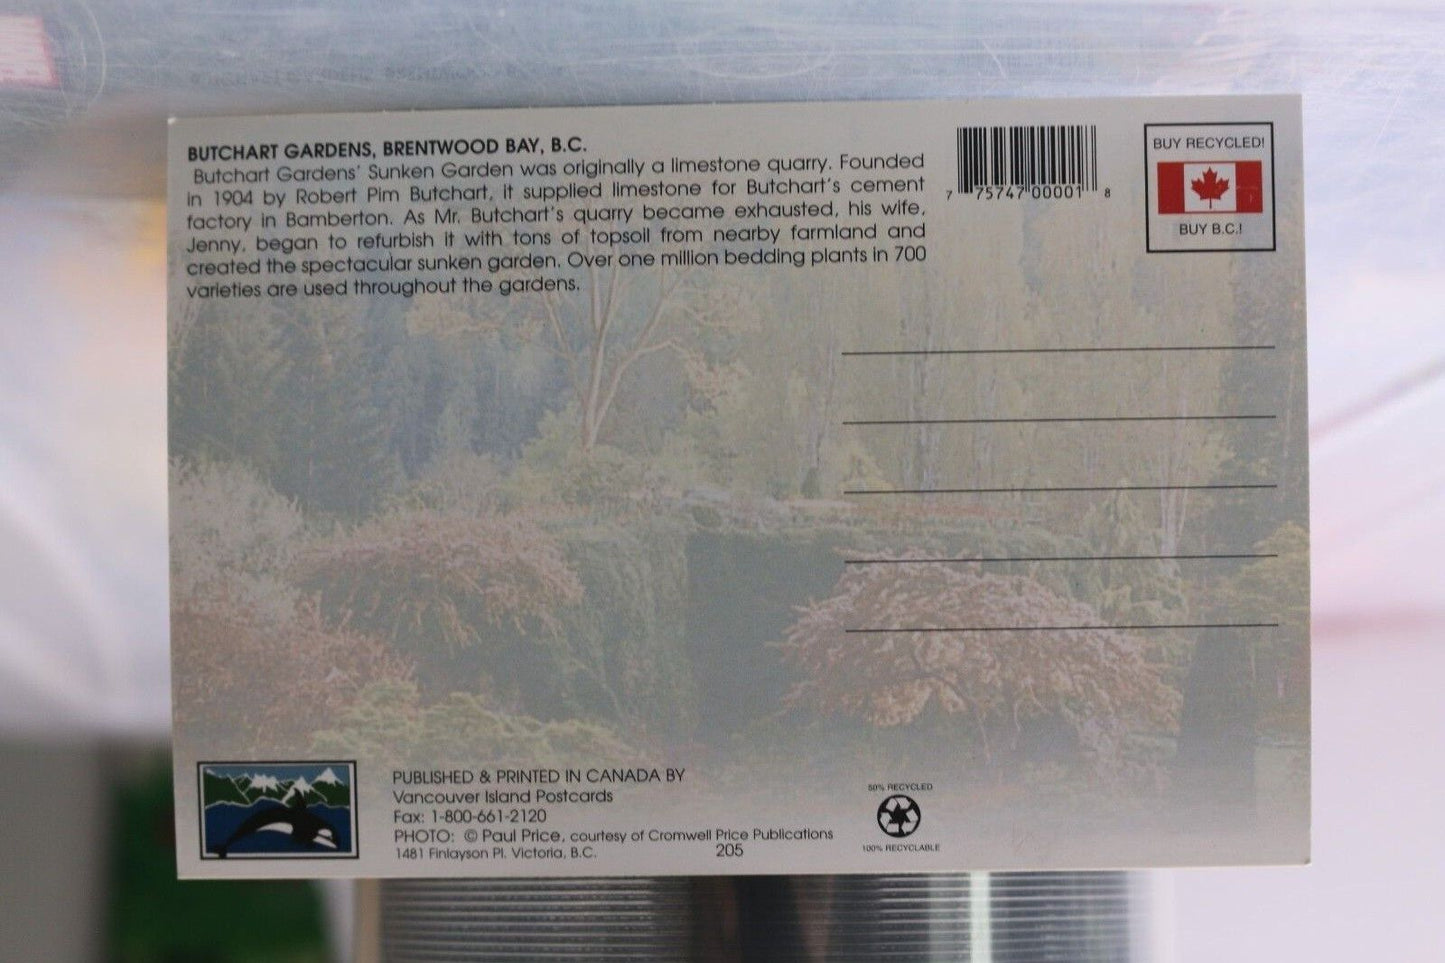 BUTCHART GARDENS, BRENTWOOD BAY, B.C.
Butchart Gardens' Sunken Garden was originally a limestone quarry. Founded
in 1904 by Robert Pim Butchart, it supplied limestone for Butchart's cement
factory in Bamberton. As Mr. Butchart's quarry became exhausted, his wife,
Jenny, began to refurbish it with tons of topsoil from nearby farmland and
created the spectacular sunken garden. Over one million bedding plants in 700
varieties are used throughout the gardens.
7 75747 00001 8
BUY RECYCLED!
BUY B.C.!
PUBLISHED & PRINTED IN CANADA BY
Vancouver Island Postcards
Fax: 1-800-661-2120
PHOTO: © Paul Price, courtesy of Cromwell Price Publications
1481 Finlayson Pl. Victoria, B.C.
205
50% RECYCLED
100% RECYCLABLE